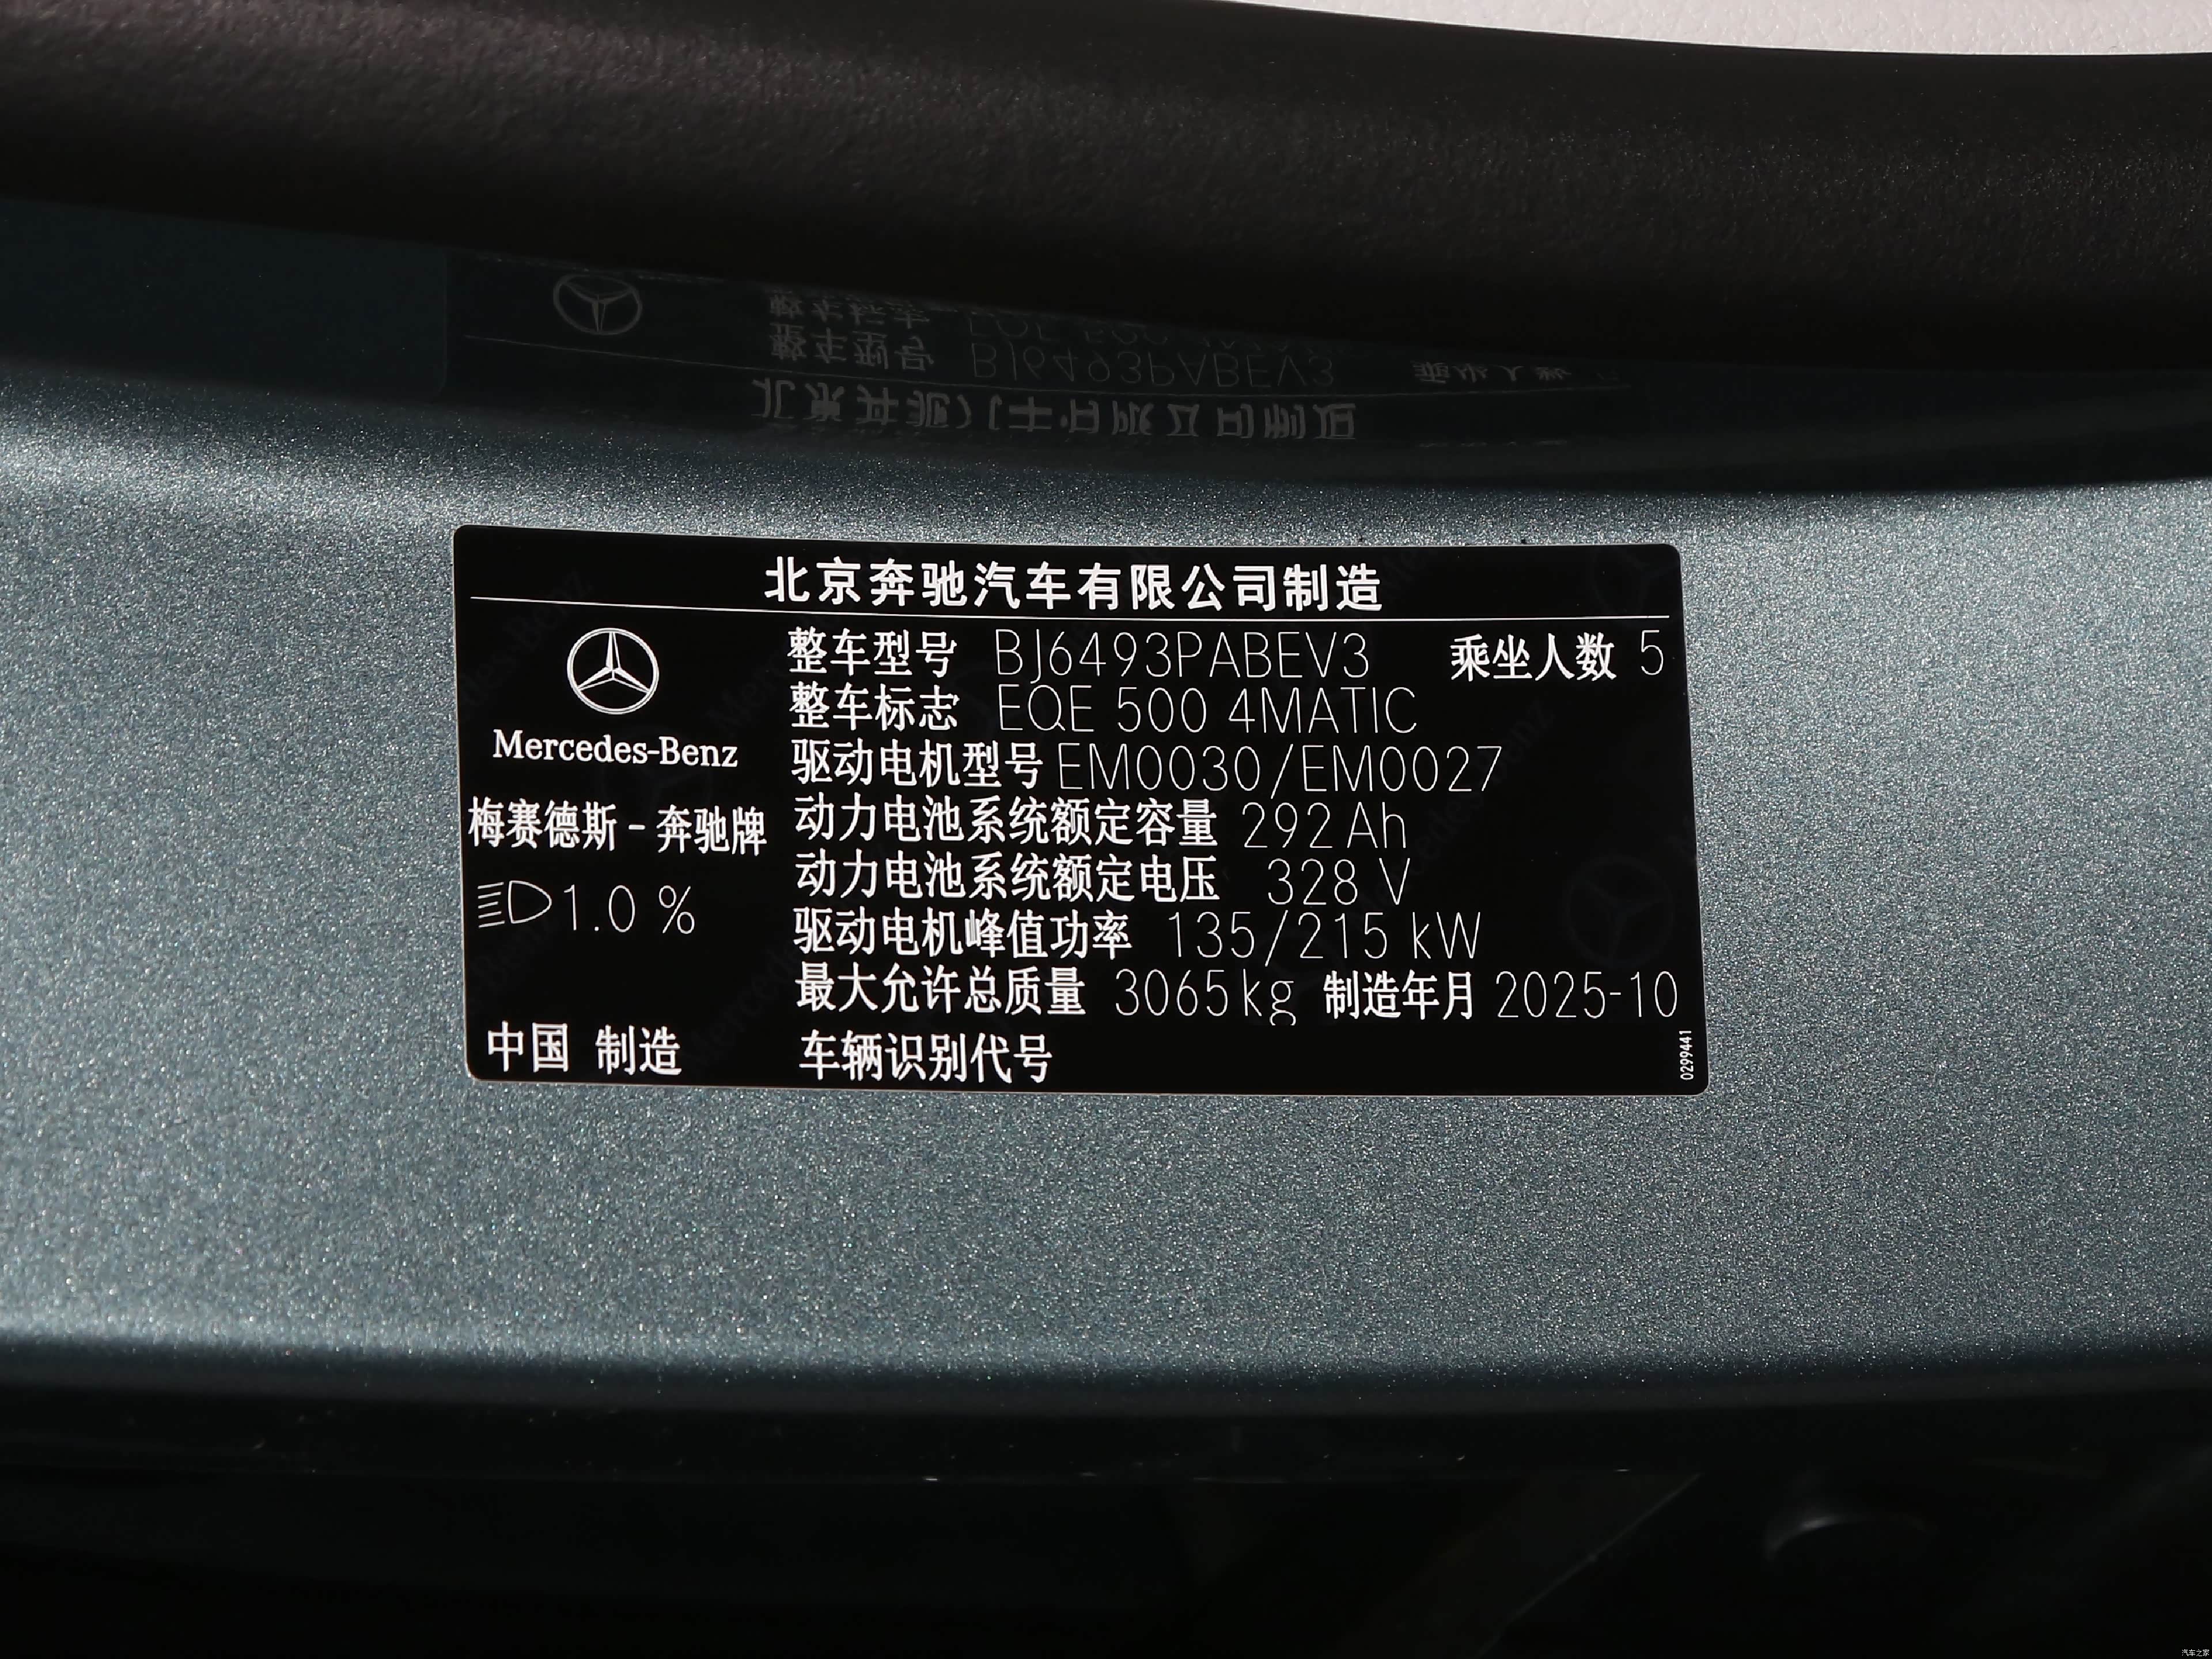 北京奔驰汽车有限公司制造
整车型号 BJ6493PABEV3 乘坐人数 5
整车标志 EQE 500 4MATIC
驱动电机型号 EM0030/EM0027
动力电池系统额定容量 292 Ah
动力电池系统额定电压 328 V
驱动电机峰值功率 135/215 kW
最大允许总质量 3065 kg 制造年月 2025-10
车辆识别代号
Mercedes-Benz
梅赛德斯-奔驰牌
1.0 %
中国 制造
0299441
汽车之家